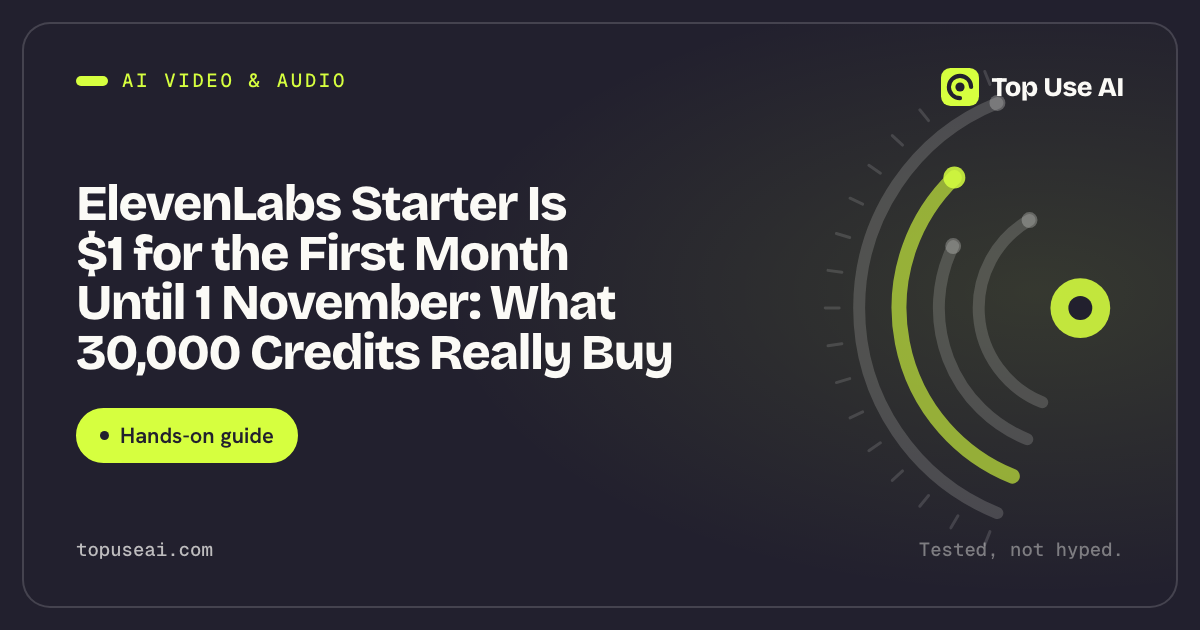 AI VIDEO & AUDIO
Top Use AI
ElevenLabs Starter Is
$1 for the First Month
Until 1 November: What
30,000 Credits Really Buy
Hands-on guide
topuseai.com
Tested, not hyped.